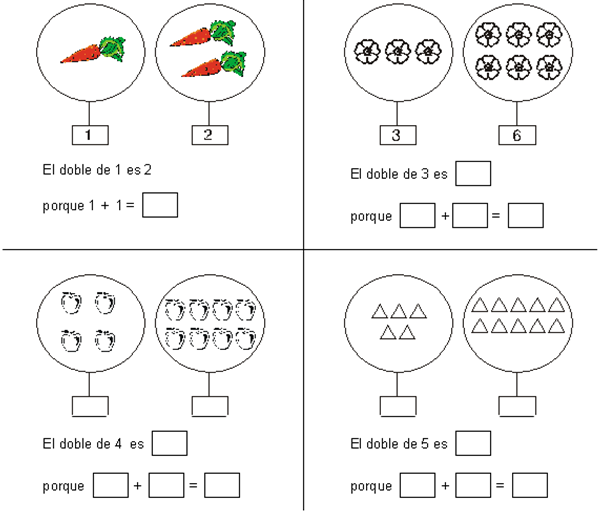 1 2
El doble de 1 es 2
porque 1 + 1 =
3 6
El doble de 3 es
porque + =
El doble de 4 es
porque + =
El doble de 5 es
porque + =